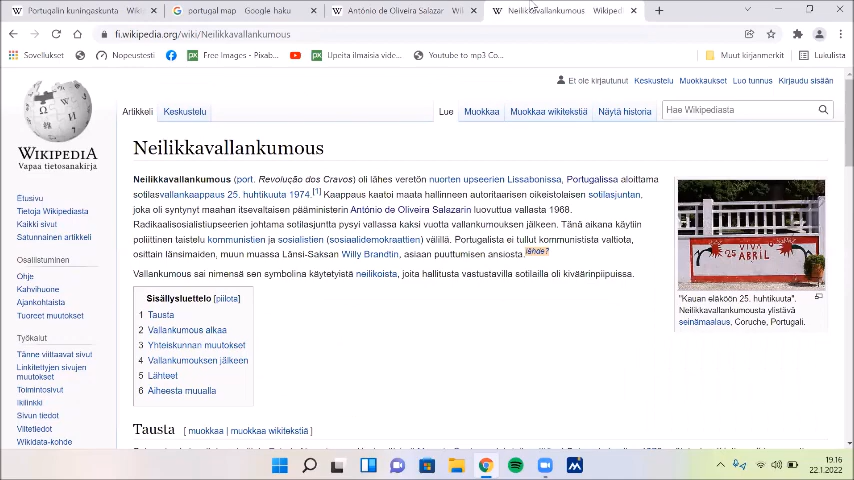 Portugalin kuningaskunta Wiki
portugal map Google-haku
António de Oliveira Salazar Wi
Neilikkavallankumous Wikiped
fi.wikipedia.org/wiki/Neilikkavallankumous
Nopeustesti
Free Images - Pixab...
Upeita ilmaisia vide...
Youtube to mp3 Co...
Muut kirjanmerkit
Lukulista
Et ole kirjautunut Keskustelu Muokkaukset Luo tunnus Kirjaudu sisään
Artikkeli Keskustelu Lue Muokkaa Muokkaa wikitekstiä Näytä historia Hae Wikipediasta
WIKIPEDIA
Vapaa tietosanakirja
Etusivu
Tietoja Wikipediasta
Kaikki sivut
Satunnainen artikkeli
Osallistuminen
Ohje
Kahvihuone
Ajankohtaista
Tuoreet muutokset
Työkalut
Tänne viittaavat sivut
Linkitettyjen sivujen
muutokset
Toimintosivut
Ikilinkki
Sivun tiedot
Viitetiedot
Wikidata-kohde
Neilikkavallankumous
Neilikkavallankumous (port. Revolução dos Cravos) oli lähes veretön nuorten upseerien Lissabonissa, Portugalissa aloittama
sotilasvallankaappaus 25. huhtikuuta 1974.[1] Kaappaus kaatoi maata hallinneen autoritaarisen oikeistolaisen sotilasjuntan,
joka oli syntynyt maahan itsevaltaisen pääministerin António de Oliveira Salazarin luovuttua vallasta 1968.
Radikaalisosialistiupseerien johtama sotilasjuntta pysyi vallassa kaksi vuotta vallankumouksen jälkeen. Tänä aikana käytiin
poliittinen taistelu kommunistien ja sosialistien (sosiaalidemokraatien) välillä. Portugalista ei tullut kommunistista valtiota,
osittain länsimaiden, muun muassa Länsi-Saksan Willy Brandtin, asiaan puuttumisen ansiosta.lähde?
Vallankumous sai nimensä sen symbolina käytetyistä neilikoista, joita hallitusta vastustavilla sotilailla oli kiväärinpiipuissa.
Sisällysluettelo [piilota]
1 Tausta
2 Vallankumous alkaa
3 Yhteiskunnan muutokset
4 Vallankumouksen jälkeen
5 Lähteet
6 Aiheesta muualla
Tausta [ muokkaa | muokkaa wikitekstiä ]
VIVA
25 ABRIL
"Kauan eläköön 25. huhtikuuta".
Neilikkavallankumousta ylistävä
seinämaalaus, Coruche, Portugali.
19.16
22.1.2022